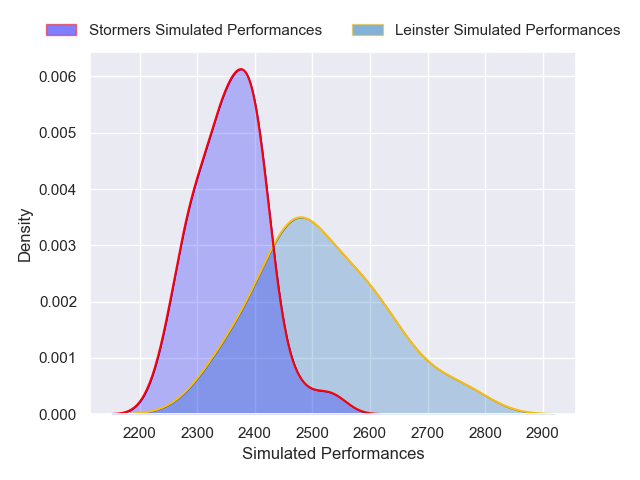 Stormers Simulated Performances
Leinster Simulated Performances
0.006
0.005
0.004
0.003
0.002
0.001
0.000
Density
2200 2300 2400 2500 2600 2700 2800 2900
Simulated Performances